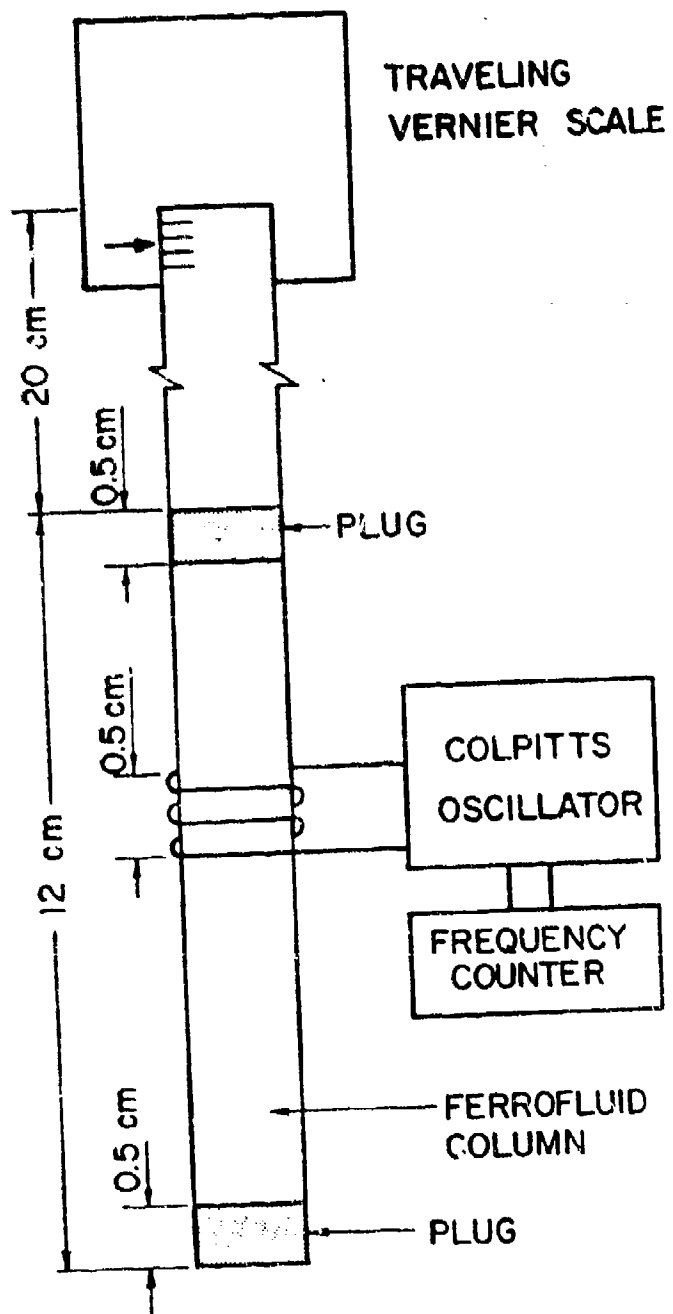 TRAVELING
VERNIER SCALE
20 cm
0.5 cm
PLUG
0.5 cm
COLPITTS
OSCILLATOR
12 cm
FREQUENCY
COUNTER
FERROFLUID
COLUMN
0.5 cm
PLUG